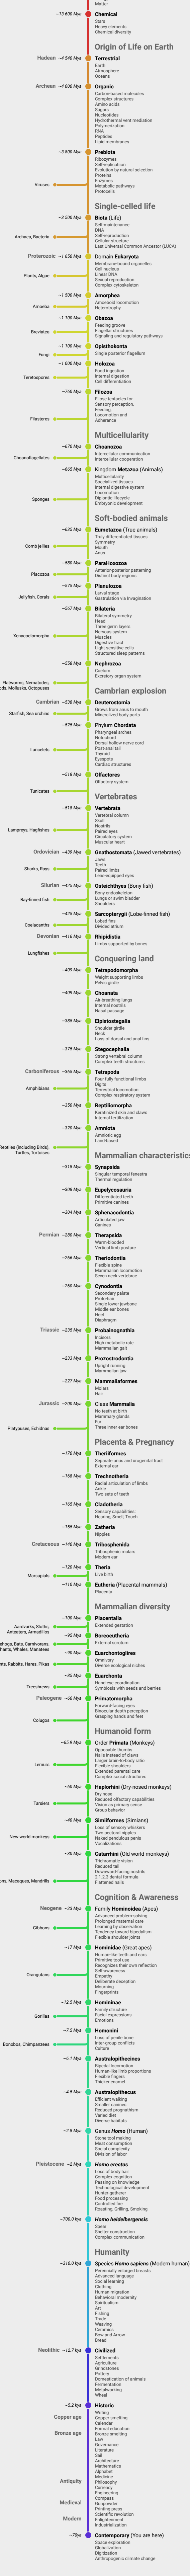 Matter
~13 600 Mya Chemical
Stars
Heavy elements
Chemical diversity
Origin of Life on Earth
Hadean ~4 540 Mya Terrestrial
Earth
Atmosphere
Oceans
Archean ~4 000 Mya Organic
Carbon-based molecules
Complex structures
Amino acids
Sugars
Nucleotides
Hydrothermal vent mediation
Polymerization
RNA
Peptides
Lipid membranes
~3 800 Mya Prebiota
Ribozymes
Self-replication
Evolution by natural selection
Proteins
Enzymes
Metabolic pathways
Protocells
Viruses
Single-celled life
~3 500 Mya Biota (Life)
Self-maintenance
DNA
Self-reproduction
Cellular structure
Last Universal Common Ancestor (LUCA)
Archaea, Bacteria
Proterozoic ~1 650 Mya Domain Eukaryota
Membrane-bound organelles
Cell nucleus
Linear DNA
Sexual reproduction
Complex cytoskeleton
Plants, Algae
~1 500 Mya Amorphea
Amoeboid locomotion
Heterotrophy
Amoeba
~1 100 Mya Obazoa
Feeding groove
Flagellar structures
Signaling and regulatory pathways
Breviatea
~1 100 Mya Opisthokonta
Single posterior flagellum
Fungi
~1 000 Mya Holozoa
Food ingestion
Internal digestion
Cell differentiation
Teretospores
~760 Mya Filozoa
Filose tentacles for
Sensory perception,
Feeding,
Locomotion and
Adherence
Filasterea
Multicellularity
~670 Mya Choanozoa
Intercellular communication
Intercellular cooperation
Choanoflagellates
~665 Mya Kingdom Metazoa (Animals)
Multicellularity
Specialized tissues
Internal digestive system
Locomotion
Diplontic lifecycle
Embryonic development
Sponges
Soft-bodied animals
~635 Mya Eumetazoa (True animals)
Truly differentiated tissues
Symmetry
Mouth
Anus
Comb jellies
~580 Mya ParaHoxozoa
Anterior-posterior patterning
Distinct body regions
Placozoa
~575 Mya Planulozoa
Larval stage
Gastrulation via Imagination
Jellyfish, Corals
~567 Mya Bilateria
Bilateral symmetry
Head
Three germ layers
Nervous system
Muscles
Digestive tract
Light-sensitive cells
Structured sleep patterns
Xenacoelomorpha
~558 Mya Nephrozoa
Coelom
Excretory organ system
Flatworms, Nematodes,
ods, Mollusks, Octopuses
Cambrian explosion
Cambrian ~538 Mya Deuterostomia
Grows from anus to mouth
Mineralized body parts
Starfish, Sea urchins
~525 Mya Phylum Chordata
Pharyngeal arches
Notochord
Dorsal hollow nerve cord
Post-anal tail
Thyroid
Eyespots
Cardiac structures
Lancelets
~518 Mya Olfactores
Olfactory system
Tunicates
Vertebrates
~518 Mya Vertebrata
Vertebral column
Skull
Nostrils
Paired eyes
Circulatory system
Muscular heart
Lampreys, Hagfishes
Ordovician ~439 Mya Gnathostomata (Jawed vertebrates)
Jaws
Teeth
Paired limbs
Lens-equipped eyes
Sharks, Rays
Silurian ~425 Mya Osteichthyes (Bony fish)
Bony endoskeleton
Lungs or swim bladder
Shoulders
Ray-finned fish
~425 Mya Sarcopterygii (Lobe-finned fish)
Lobed fins
Divided atrium
Coelacanths
Devonian ~416 Mya Rhipidistia
Limbs supported by bones
Lungfishes
Conquering land
~409 Mya Tetrapodomorpha
Weight supporting limbs
Pelvic girdle
~409 Mya Choanata
Air-breathing lungs
Internal nostrils
Nasal passage
~385 Mya Elpistostegalia
Shoulder girdle
Neck
Loss of dorsal and anal fins
~375 Mya Stegocephalia
Strong vertebral column
Complex teeth structures
Carboniferous ~365 Mya Tetrapoda
Four fully functional limbs
Digits
Terrestrial locomotion
Complex respiratory system
Amphibians
~350 Mya Reptiliomorpha
Keratinized skin and claws
Internal fertilization
~320 Mya Amniota
Amniotic egg
Land-based
Reptiles (including Birds),
Turtles, Tortoises
Mammalian characteristics
~318 Mya Synapsida
Singular temporal fenestra
Thermal regulation
~308 Mya Eupelycosauria
Differentiated teeth
Primitive canines
~304 Mya Sphenacodontia
Articulated jaw
Canines
Permian ~280 Mya Therapsida
Warm-blooded
Vertical limb posture
~266 Mya Theriodontia
Flexible spine
Mammalian locomotion
Seven neck vertebrae
~260 Mya Cynodontia
Secondary palate
Proto-hair
Single lower jawbone
Middle ear bones
Heel
Diaphragm
Triassic ~235 Mya Probainognathia
Incisors
High metabolic rate
Mammalian gait
~233 Mya Prozostrodontia
Upright running
Mammalian jaw
~227 Mya Mammaliaformes
Molars
Hair
Jurassic ~200 Mya Class Mammalia
No teeth at birth
Mammary glands
Fur
Three inner ear bones
Platypuses, Echidnas
Placenta & Pregnancy
~170 Mya Theriiformes
Separate anus and urogenital tract
External ear
~168 Mya Trechnotheria
Radial articulation of limbs
Ankle
Two sets of teeth
~165 Mya Cladotheria
Sensory capabilities:
Hearing, Smell, Touch
~155 Mya Zatheria
Nipples
Cretaceous ~140 Mya Tribosphenida
Tribosphenic molars
Modern ear
~120 Mya Theria
Live birth
Marsupials
~110 Mya Eutheria (Placental mammals)
Placenta
Mammalian diversity
~100 Mya Placentalia
Extended gestation
Aardvarks, Sloths,
Anteaters, Armadillos
~95 Mya Boreoeutheria
External scrotum
ehogs, Bats, Carnivorans,
hants, Whales, Manatees
~90 Mya Euarchontoglires
Omnivory
Diverse ecological niches
nts, Rabbits, Hares, Pikas
~85 Mya Euarchonta
Hand-eye coordination
Symbiosis with seeds and berries
Treeshrews
Paleogene ~66 Mya Primatomorpha
Forward-facing eyes
Binocular depth perception
Grasping hands and feet
Colugos
Humanoid form
~65.9 Mya Order Primata (Monkeys)
Opposable thumbs
Nails instead of claws
Larger brain-to-body ratio
Flexible shoulders
Extended parental care
Complex social structures
Lemurs
~60 Mya Haplorhini (Dry-nosed monkeys)
Dry nose
Reduced olfactory capabilities
Vision as primary sense
Group behavior
Tarsiers
~40 Mya Simiiformes (Simians)
Loss of sensory whiskers
Two pectoral nipples
Naked pendulous penis
Vocalizations
New world monkeys
~30 Mya Catarrhini (Old world monkeys)
Trichromatic vision
Reduced tail
Downward-facing nostrils
2.1.2.3 dental formula
Flattened nails
ons, Macaques, Mandrills
Cognition & Awareness
Neogene ~23 Mya Family Hominoides (Apes)
Advanced problem-solving
Prolonged maternal care
Learning by observation
Tendency toward bipedalism
Flexible shoulder joints
Gibbons
~17 Mya Hominidae (Great apes)
Human-like teeth and ears
Primitive tool use
Recognizes their own reflection
Self-awareness
Empathy
Deliberate deception
Mourning
Fingerprints
Orangutans
~12.5 Mya Homininae
Family structure
Facial expressions
Emotions
Gorillas
~7.5 Mya Hominini
Loss of penile bone
Inter-group conflicts
Culture
Bonobos, Chimpanzees
~6.1 Mya Australopithecines
Bipedal locomotion
Human-like limb proportions
Flexible fingers
Thicker enamel
~4.5 Mya Australopithecus
Efficient walking
Smaller canines
Reduced prognathism
Varied diet
Diverse habitats
~2.8 Mya Genus Homo (Human)
Stone tool making
Meat consumption
Social complexity
Division of labor
Pleistocene ~2 Mya Homo erectus
Loss of body hair
Complex cognition
Passing on knowledge
Technological development
Hunter-gatherer
Food processing
Controlled fire
Roasting, Grilling, Smoking
~700.0 kya Homo heidelbergensis
Spear
Shelter construction
Complex communication
Humanity
~315.0 kya Species Homo sapiens (Modern human)
Perennially enlarged breasts
Advanced language
Social learning
Clothing
Human migration
Behavioral modernity
Spiritualism
Art
Fishing
Trade
Weaving
Ceramics
Bow and Arrow
Bread
Neolithic ~12.7 kya Civilized
Settlements
Agriculture
Grindstones
Pottery
Domestication of animals
Fermentation
Metalworking
Wheel
~5.2 kya Historic
Writing
Copper age Copper smelting
Calendar
Formal education
Bronze age Bronze smelting
Law
Governance
Literature
Sail
Architecture
Mathematics
Alphabet
Medicine
Antiquity Philosophy
Currency
Engineering
Compass
Medieval Gunpowder
Printing press
Scientific revolution
Modern Enlightenment
Industrialization
~70ya Contemporary (You are here)
Space exploration
Globalization
Digitization
Anthropogenic climate change